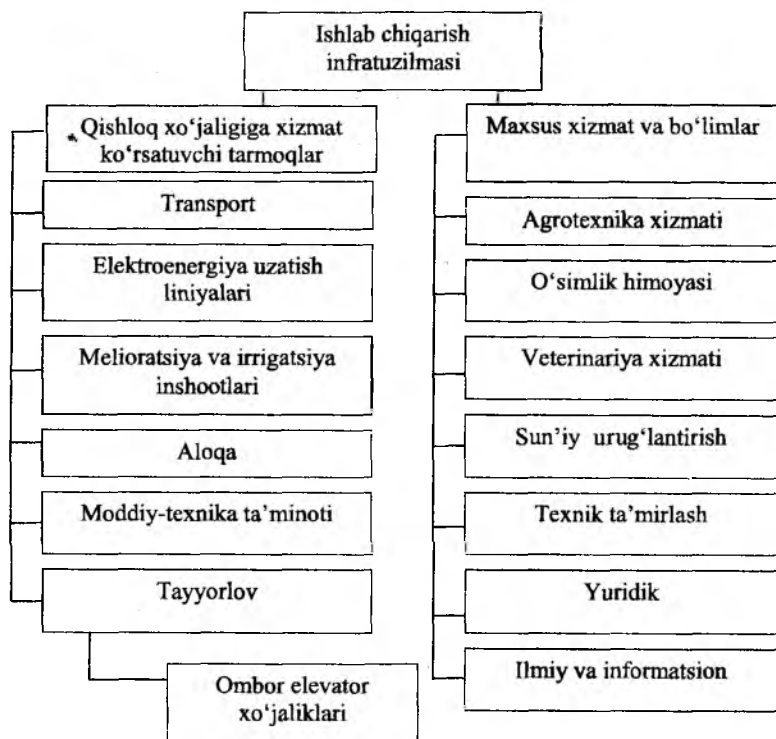 Ishlab chiqarish
infratuzilmasi
Qishloq xo‘jaligiga xizmat
ko‘rsatuvchi tarmoqlar
Transport
Elektroenergiya uzatish
liniyalari
Melioratsiya va irrigatsiya
inshootlari
Aloqa
Moddiy-texnika ta’minoti
Tayyorlov
Ombor elevator
xo‘jaliklari
Maxsus xizmat va bo‘limlar
Agrotexnika xizmati
O‘simlik himoyasi
Veterinariya xizmati
Sun’iy urug‘lantirish
Texnik ta’mirlash
Yuridik
Ilmiy va informatsion